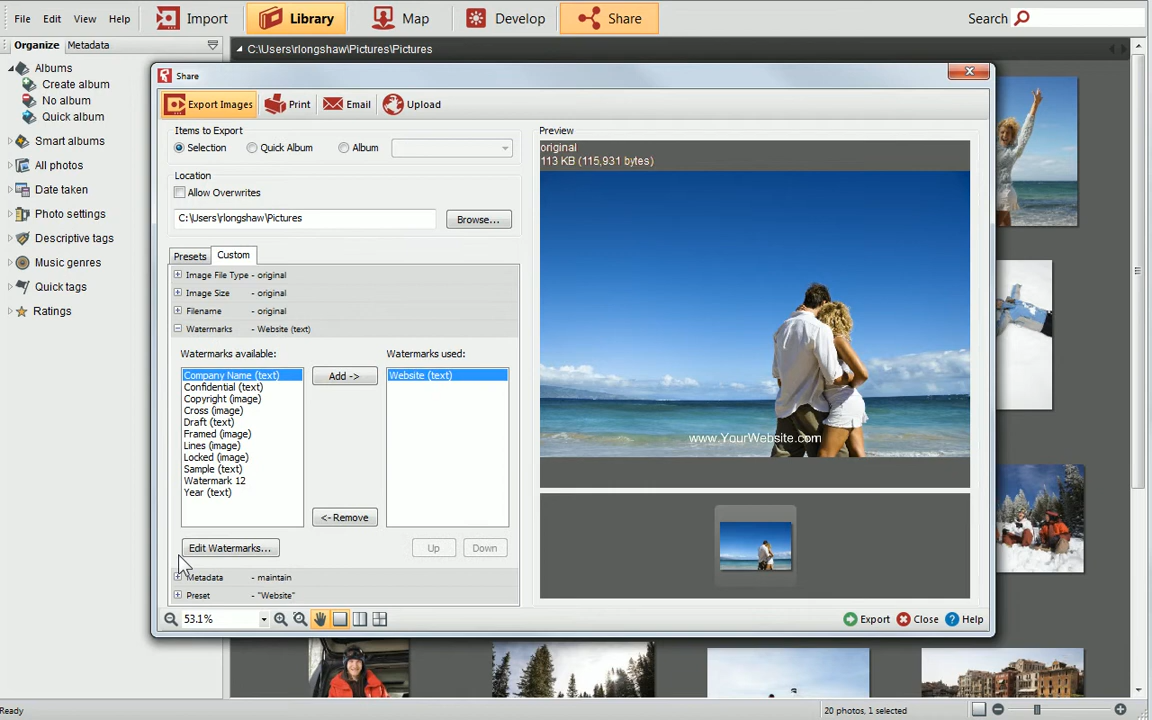 File Edit View Help Import Library Map Develop Share Search
Organize Metadata
C:\Users\rlongshaw\Pictures\Pictures
Albums
Create album
No album
Quick album
Smart albums
All photos
Date taken
Photo settings
Descriptive tags
Music genres
Quick tags
Ratings
Share
Export Images Print Email Upload
Items to Export
Selection Quick Album Album
Location
Allow Overwrites
C:\Users\rlongshaw\Pictures Browse...
Presets Custom
Image File Type - original
Image Size - original
Filename - original
Watermarks - Website (text)
Watermarks available: Watermarks used:
Company Name (text) Add -> Website (text)
Confidential (text)
Copyright (image)
Cross (image)
Draft (text)
Framed (image)
Lines (image)
Locked (image)
Sample (text)
Watermark 12
Year (text)
<- Remove
Edit Watermarks... Up Down
Metadata - maintain
Preset - "Website"
53.1%
Preview
original
113 KB (115,931 bytes)
www.YourWebsite.com
Export Close Help
Ready 20 photos, 1 selected